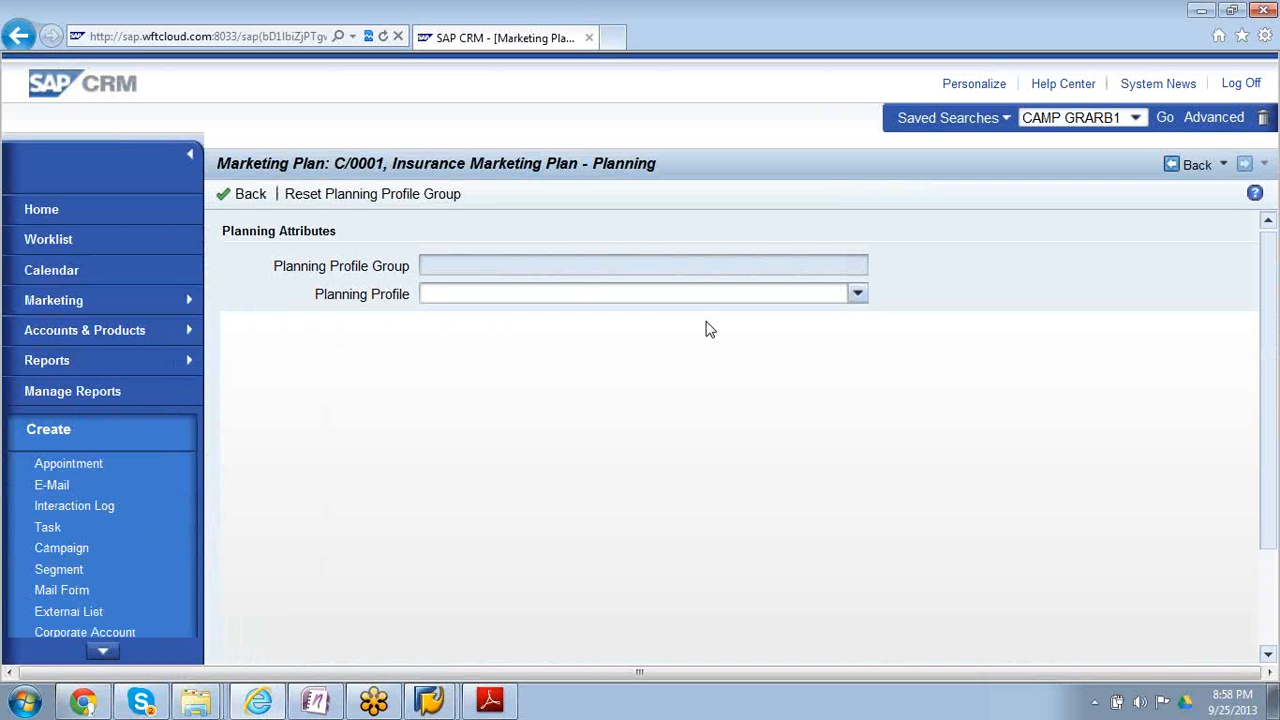 http://sap.wftcloud.com:8033/sap(bD1lbiZjPTgv
SAP CRM - [Marketing Pla...
SAP CRM
Personalize
Help Center
System News
Log Off
Saved Searches
CAMP GRARB1
Go
Advanced
Marketing Plan: C/0001, Insurance Marketing Plan - Planning
Back
Back
Reset Planning Profile Group
Home
Worklist
Calendar
Marketing
Accounts & Products
Reports
Manage Reports
Create
Appointment
E-Mail
Interaction Log
Task
Campaign
Segment
Mail Form
External List
Corporate Account
Planning Attributes
Planning Profile Group
Planning Profile
8:58 PM
9/25/2013